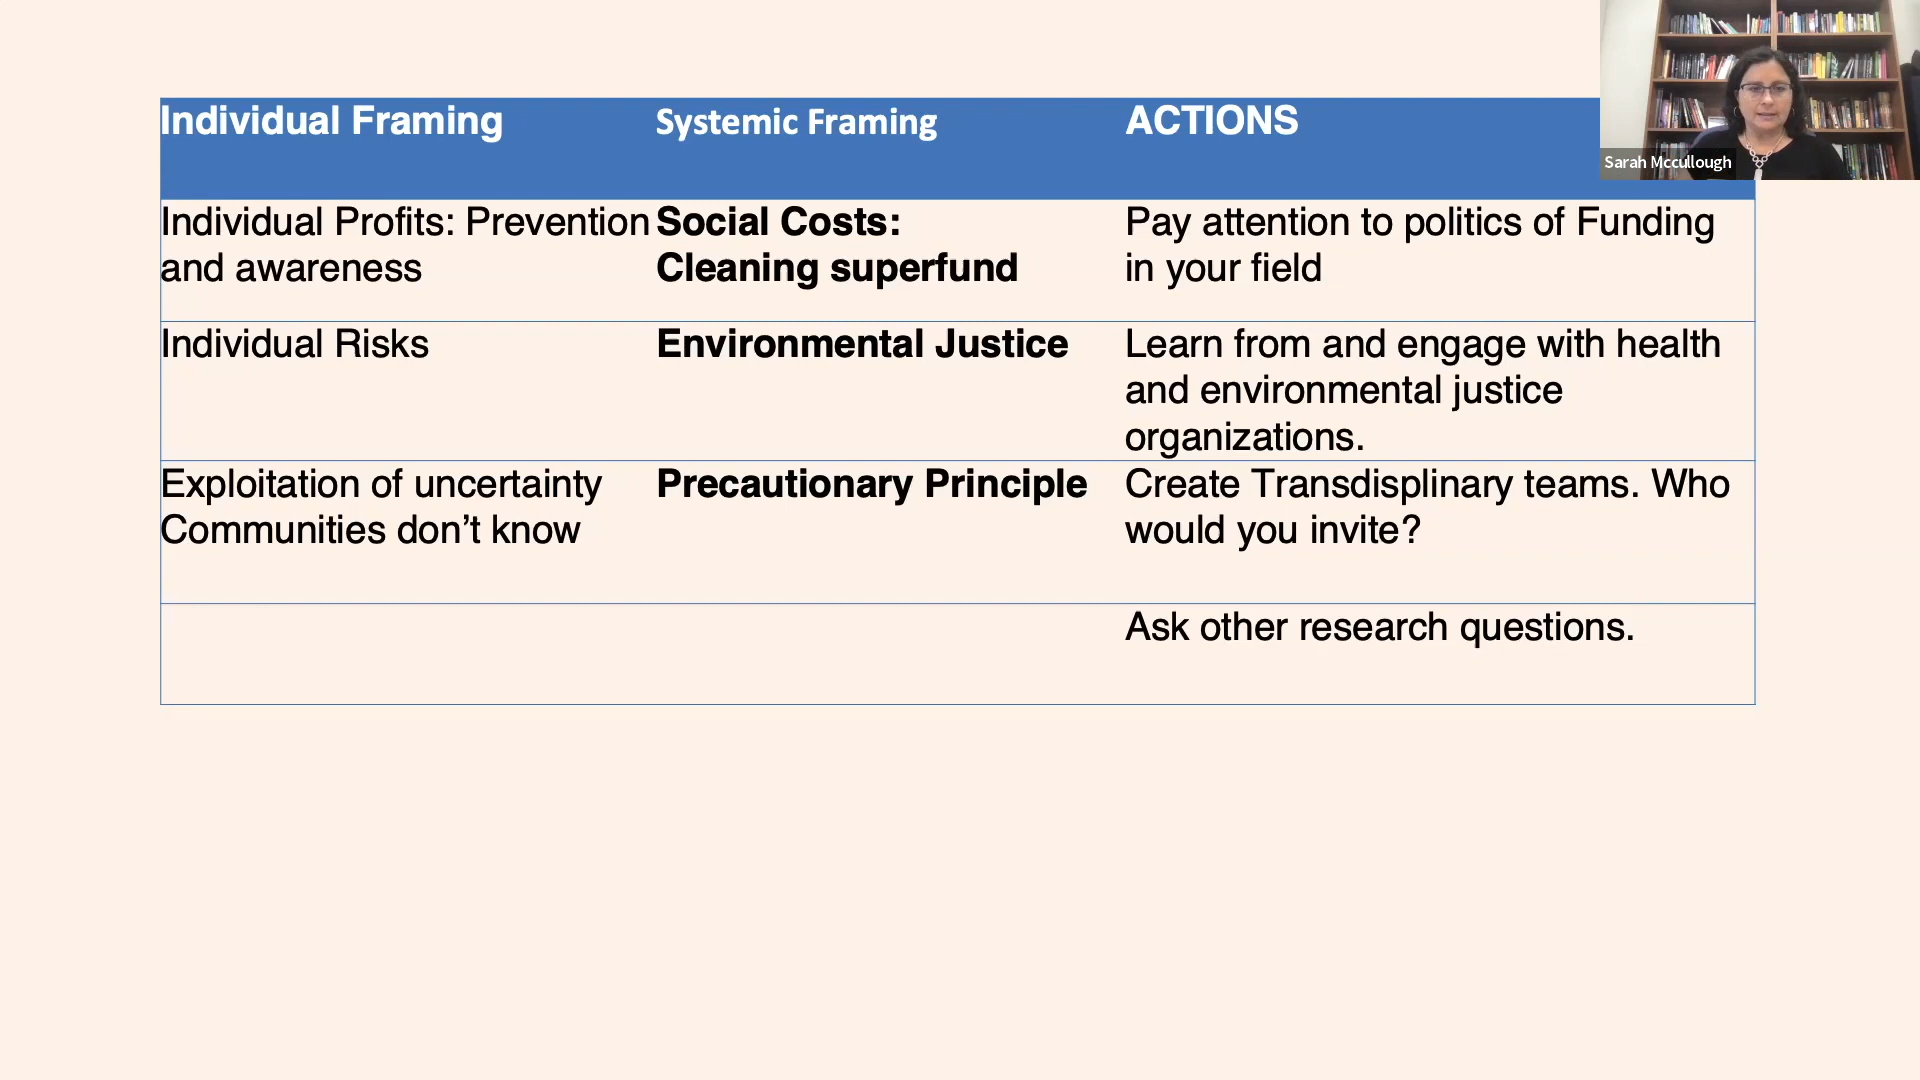 Individual Framing
Systemic Framing
ACTIONS
Sarah Mccullough
Individual Profits: Prevention
and awareness
Social Costs:
Cleaning superfund
Pay attention to politics of Funding
in your field
Individual Risks
Environmental Justice
Learn from and engage with health
and environmental justice
organizations.
Exploitation of uncertainty
Communities don’t know
Precautionary Principle
Create Transdisplinary teams. Who
would you invite?
Ask other research questions.